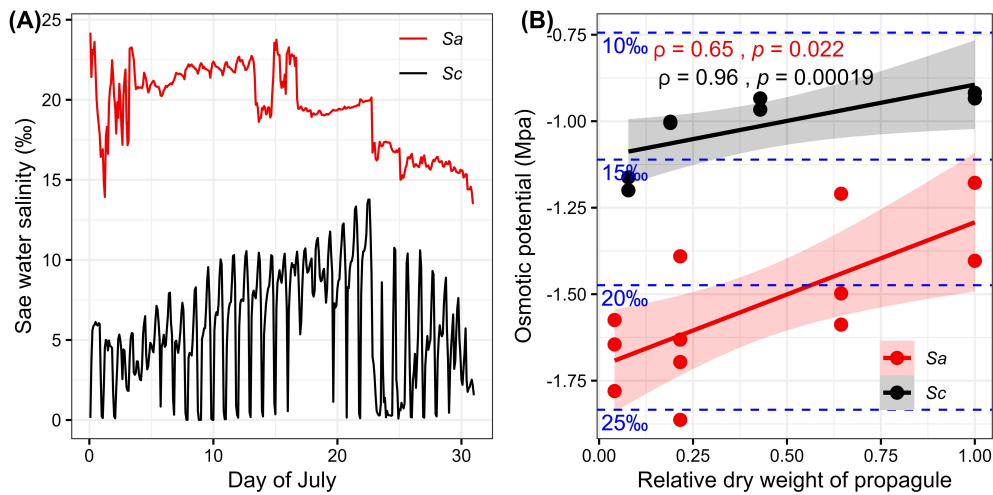 (A)
Sae water salinity (‰)
25
20
15
10
5
0
0
10
20
30
Day of July
Sa
Sc
(B)
Osmotic potential (Mpa)
-0.75
-1.00
-1.25
-1.50
-1.75
0.00
0.25
0.50
0.75
1.00
Relative dry weight of propagule
10‰
ρ = 0.65 , p = 0.022
ρ = 0.96 , p = 0.00019
15‰
20‰
25‰
Sa
Sc